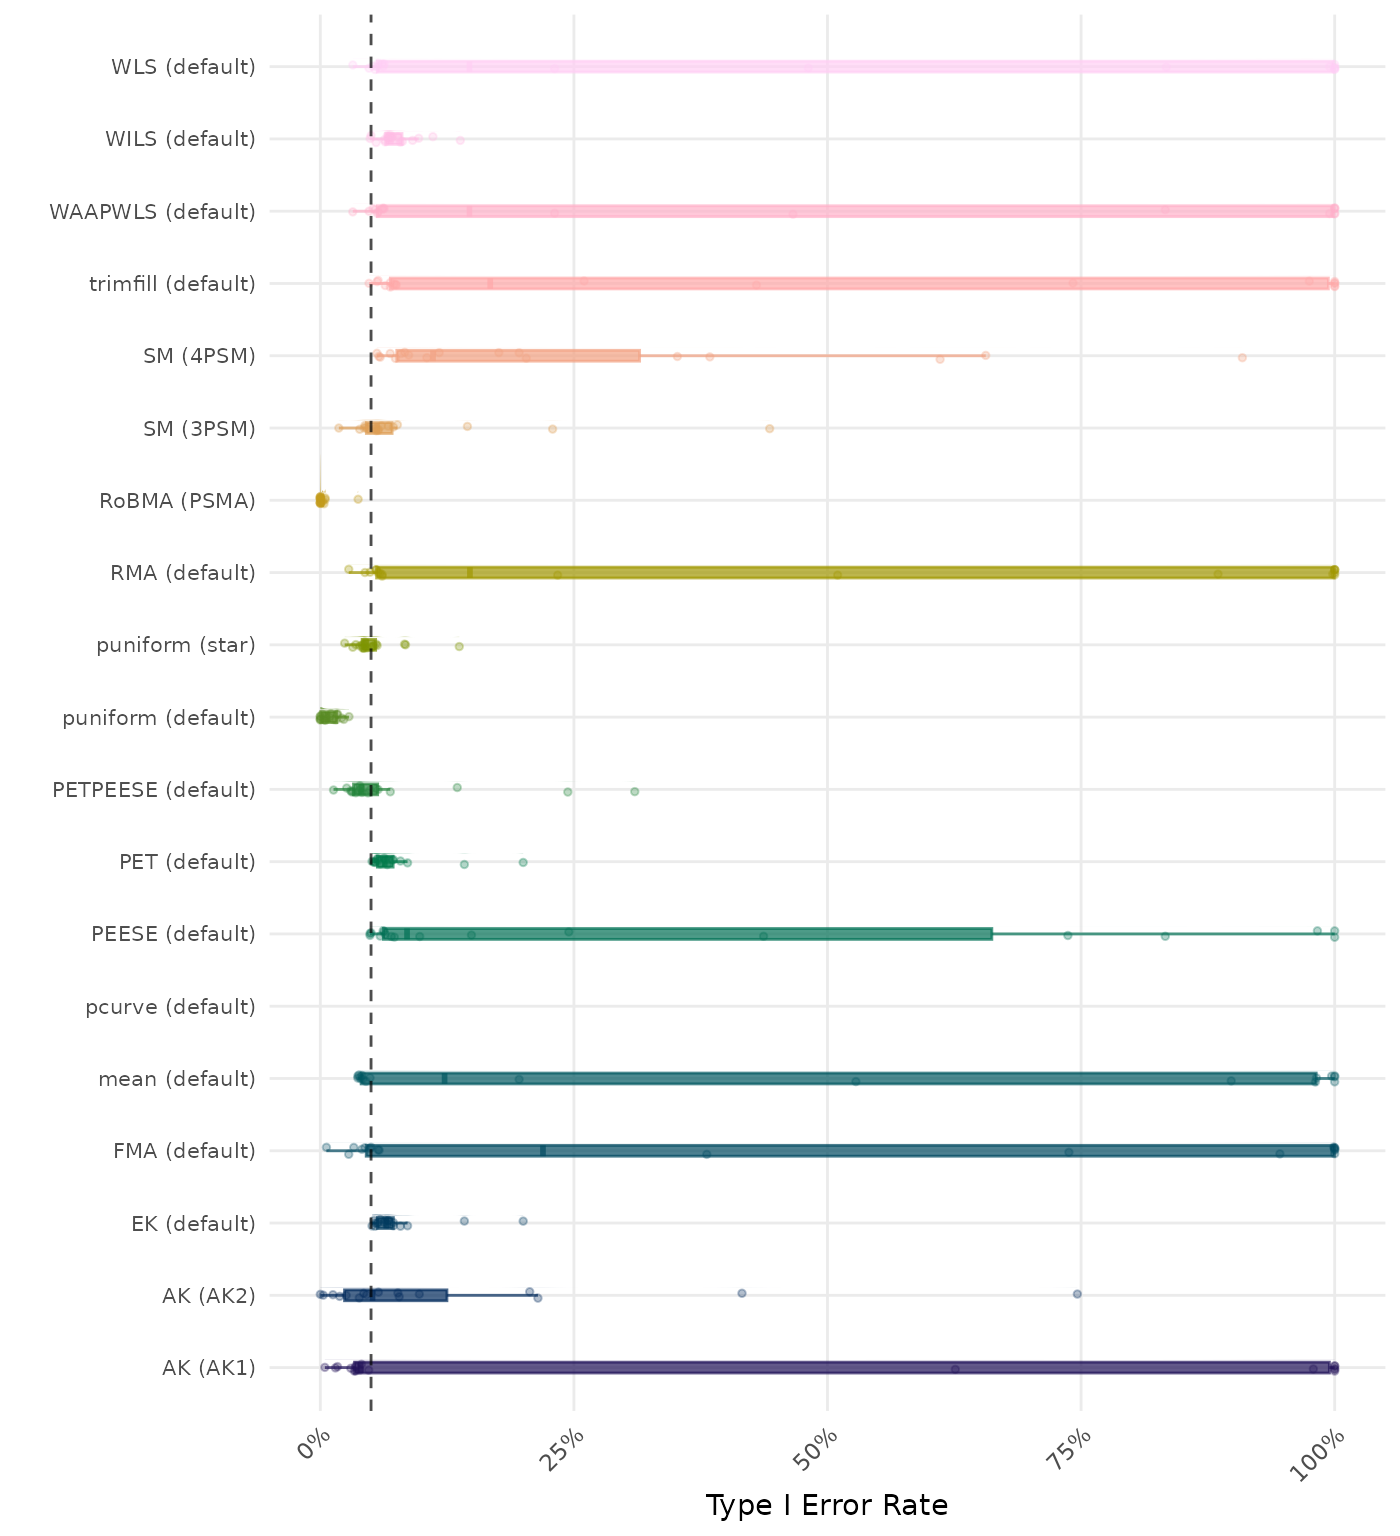 WLS (default)
WILS (default)
WAAPWLS (default)
trimfill (default)
SM (4PSM)
SM (3PSM)
RoBMA (PSMA)
RMA (default)
puniform (star)
puniform (default)
PETPEESE (default)
PET (default)
PEESE (default)
pcurve (default)
mean (default)
FMA (default)
EK (default)
AK (AK2)
AK (AK1)
0% 25% 50% 75% 100%
Type I Error Rate